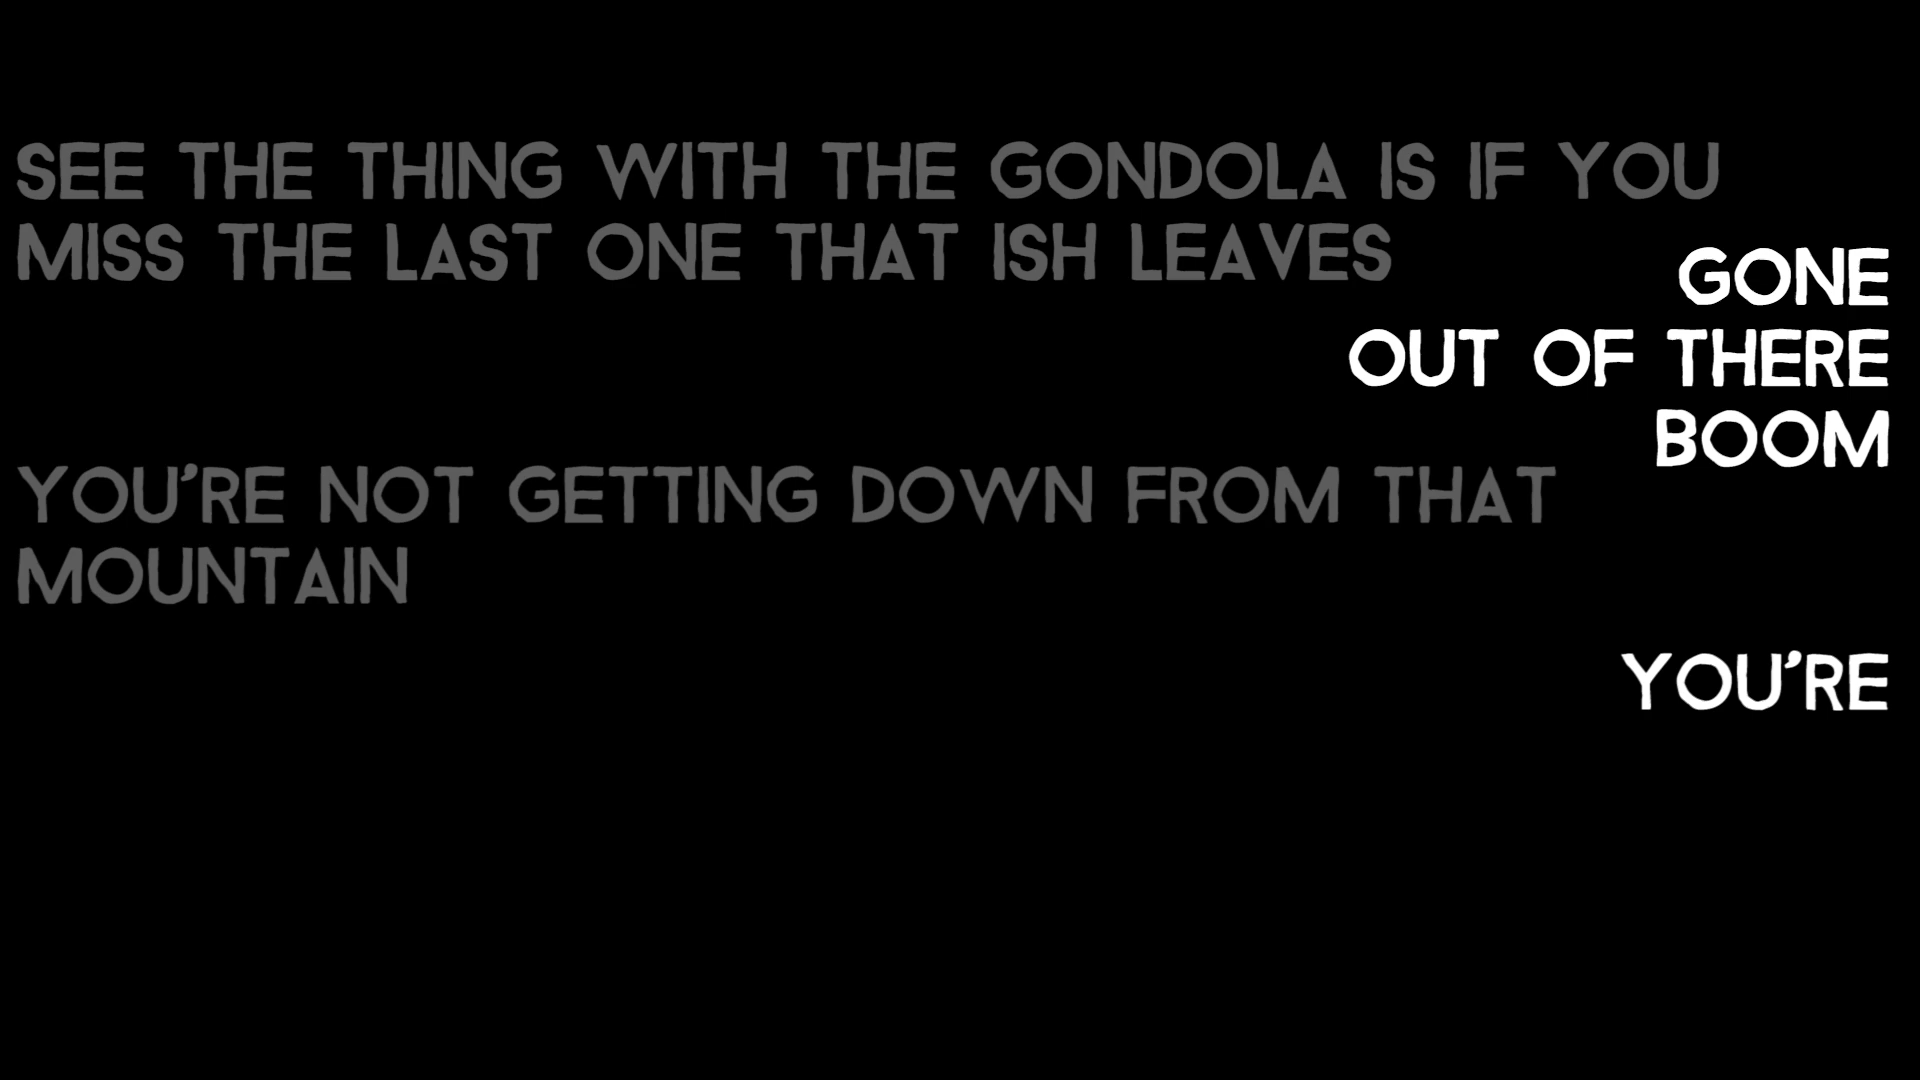 SEE THE THING WITH THE GONDOLA IS IF YOU
MISS THE LAST ONE THAT ISH LEAVES
GONE
OUT OF THERE
BOOM
YOU'RE NOT GETTING DOWN FROM THAT
MOUNTAIN
YOU'RE